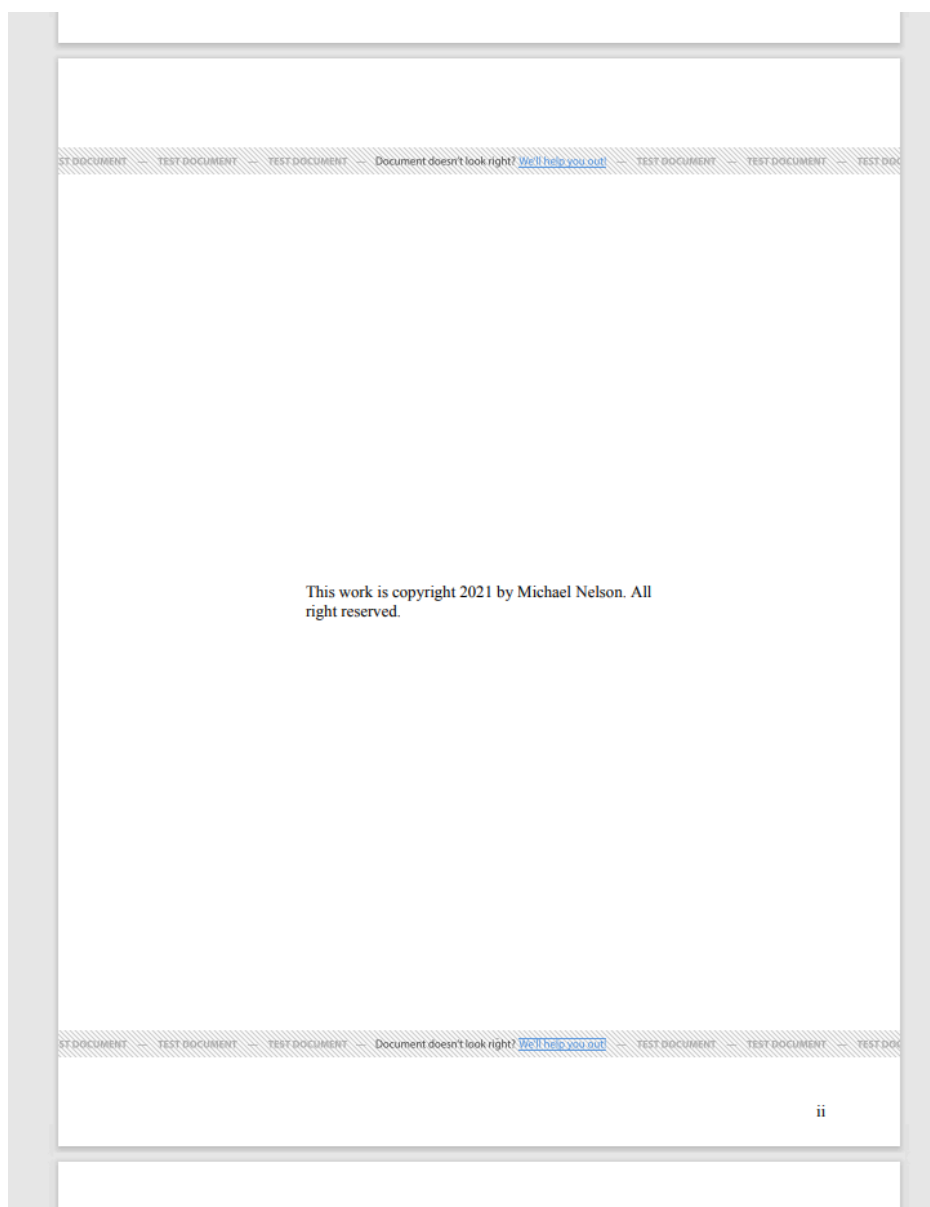 ST DOCUMENT — TEST DOCUMENT — TEST DOCUMENT — Document doesn't look right? We'll help you out! — TEST DOCUMENT — TEST DOCUMENT — TEST DOC
This work is copyright 2021 by Michael Nelson. All
right reserved.
ST DOCUMENT — TEST DOCUMENT — TEST DOCUMENT — Document doesn't look right? We'll help you out! — TEST DOCUMENT — TEST DOCUMENT — TEST DOC
ii